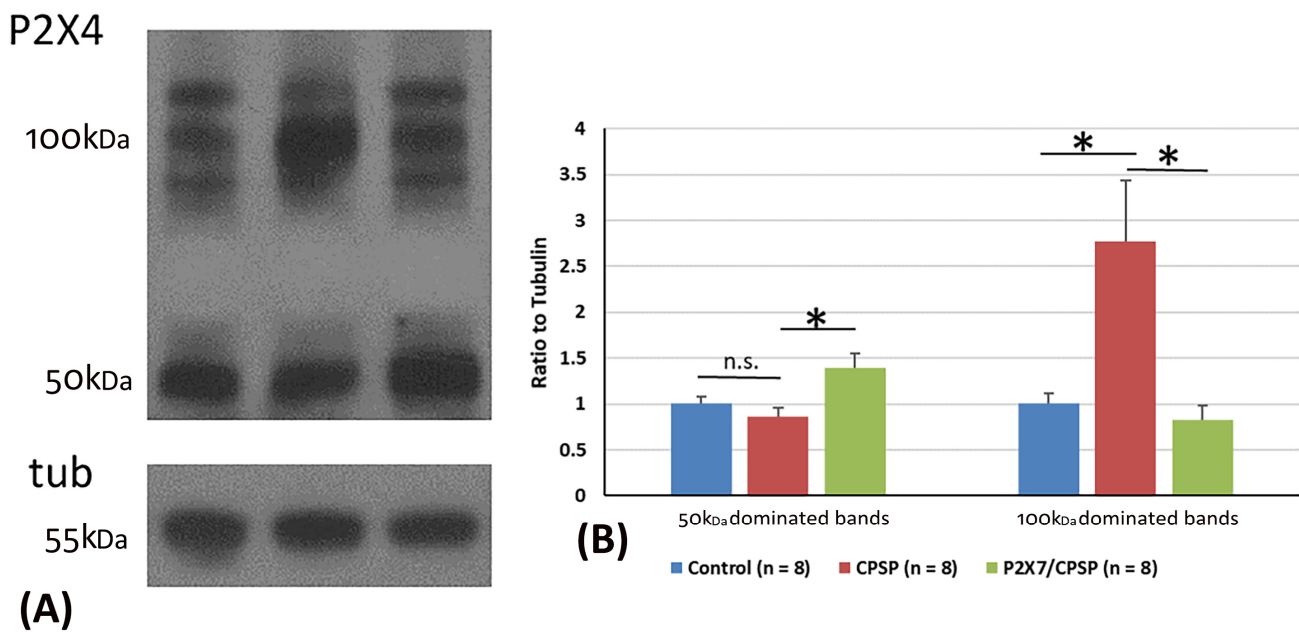 P2X4
100kDa
50kDa
tub
55kDa
(A)
Ratio to Tubulin
4
3.5
3
2.5
2
1.5
1
0.5
0
n.s.
*
*
*
50kDa dominated bands
100kDa dominated bands
(B)
Control (n = 8)
CPSP (n = 8)
P2X7/CPSP (n = 8)